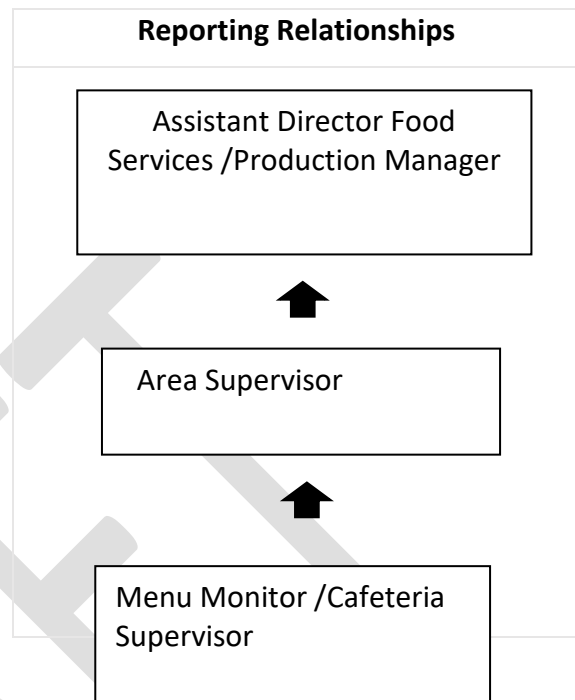 Reporting Relationships
Assistant Director Food
Services /Production Manager
Area Supervisor
Menu Monitor /Cafeteria
Supervisor